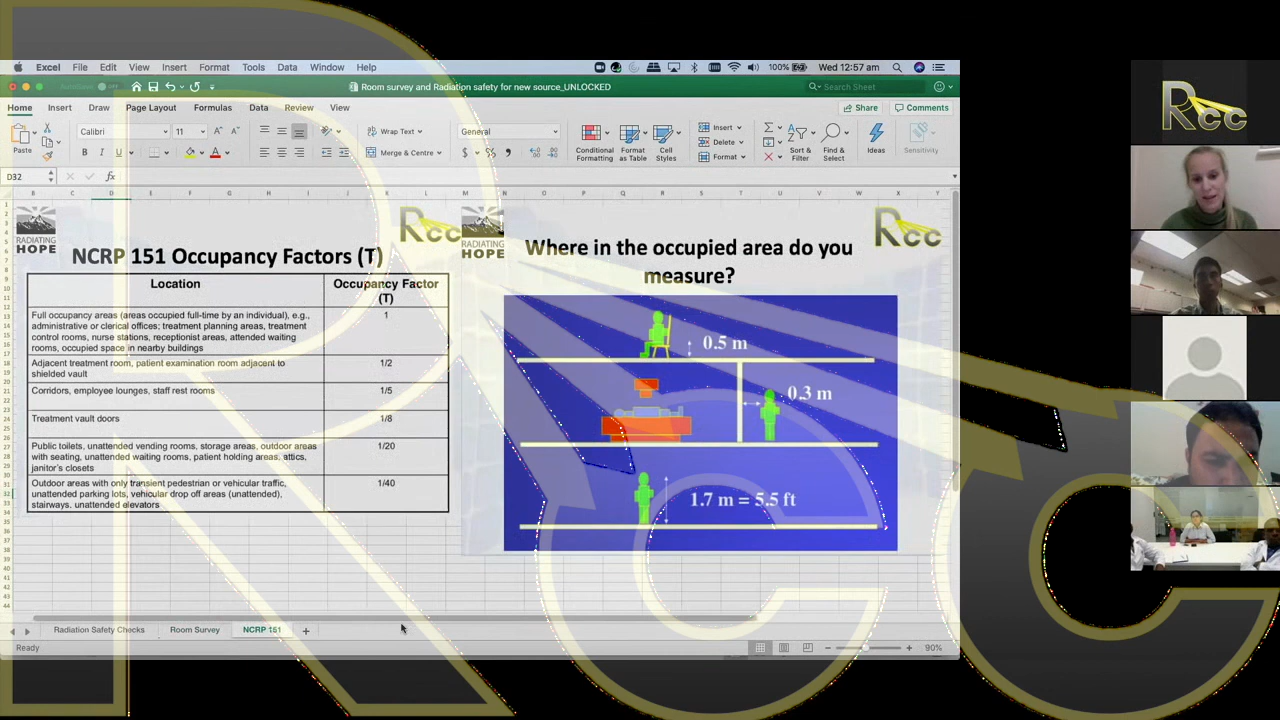 Excel File Edit View Insert Format Tools Data Window Help 100% Wed 12:57 am
Room survey and Radiation safety for new source_UNLOCKED
Search Sheet
Home Insert Draw Page Layout Formulas Data Review View Share Comments
Paste
Calibri 11
B I U
Wrap Text
Merge & Centre
General
Conditional Formatting
Format as Table
Cell Styles
Insert
Delete
Format
Sort & Filter
Find & Select
Ideas
Sensitivity
D32
fx
RADIATING
HOPE
Rcc
NCRP 151 Occupancy Factors (T)
Location
Occupancy Factor
(T)
Full occupancy areas (areas occupied full-time by an individual), e.g.,
administrative or clerical offices; treatment planning areas, treatment
control rooms, nurse stations, receptionist areas, attended waiting
rooms, occupied space in nearby buildings
1
Adjacent treatment room, patient examination room adjacent to
shielded vault
1/2
Corridors, employee lounges, staff rest rooms
1/5
Treatment vault doors
1/8
Public toilets, unattended vending rooms, storage areas, outdoor areas
with seating, unattended waiting rooms, patient holding areas, attics,
janitor's closets
1/20
Outdoor areas with only transient pedestrian or vehicular traffic,
unattended parking lots, vehicular drop off areas (unattended),
stairways, unattended elevators
1/40
RADIATING
HOPE
Rcc
Where in the occupied area do you
measure?
0.5 m
0.3 m
1.7 m = 5.5 ft
Radiation Safety Checks Room Survey NCRP 151 +
Ready
90%
Rcc
Rcc